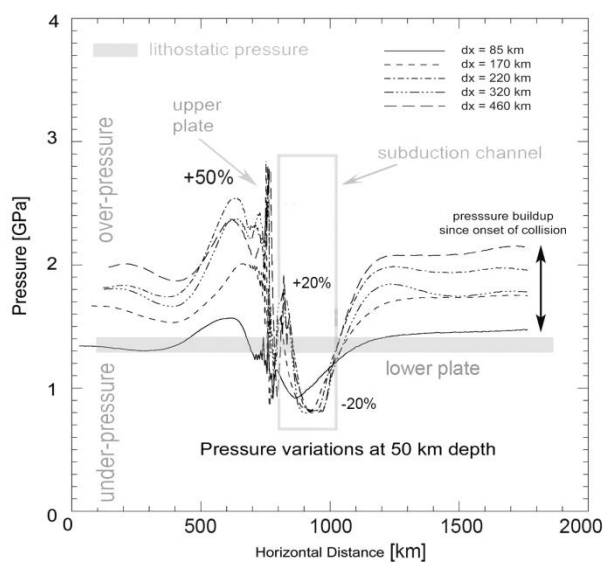 4
3
2
1
0
Pressure [GPa]
over-pressure
under-pressure
lithostatic pressure
dx = 85 km
dx = 170 km
dx = 220 km
dx = 320 km
dx = 460 km
upper
plate
+50%
subduction channel
presssure buildup
since onset of collision
+20%
lower plate
-20%
Pressure variations at 50 km depth
0
500
1000
1500
2000
Horizontal Distance [km]